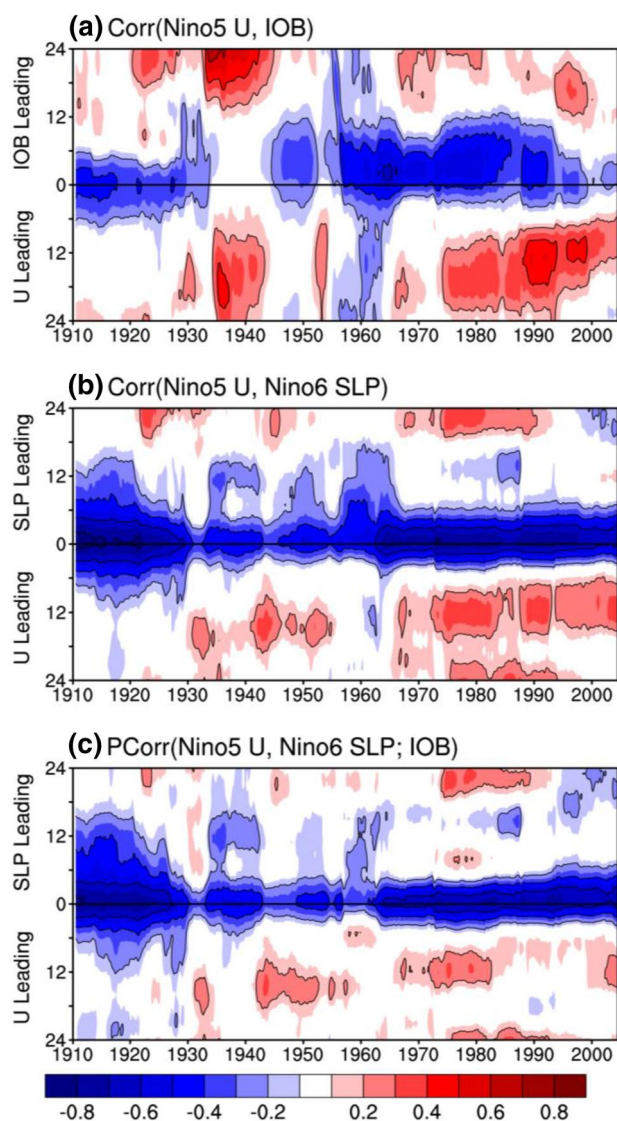 (a) Corr(Nino5 U, IOB)
24
12
0
12
24
IOB Leading
U Leading
1910 1920 1930 1940 1950 1960 1970 1980 1990 2000
(b) Corr(Nino5 U, Nino6 SLP)
24
12
0
12
24
SLP Leading
U Leading
1910 1920 1930 1940 1950 1960 1970 1980 1990 2000
(c) PCorr(Nino5 U, Nino6 SLP; IOB)
24
12
0
12
24
SLP Leading
U Leading
1910 1920 1930 1940 1950 1960 1970 1980 1990 2000
-0.8 -0.6 -0.4 -0.2 0.2 0.4 0.6 0.8